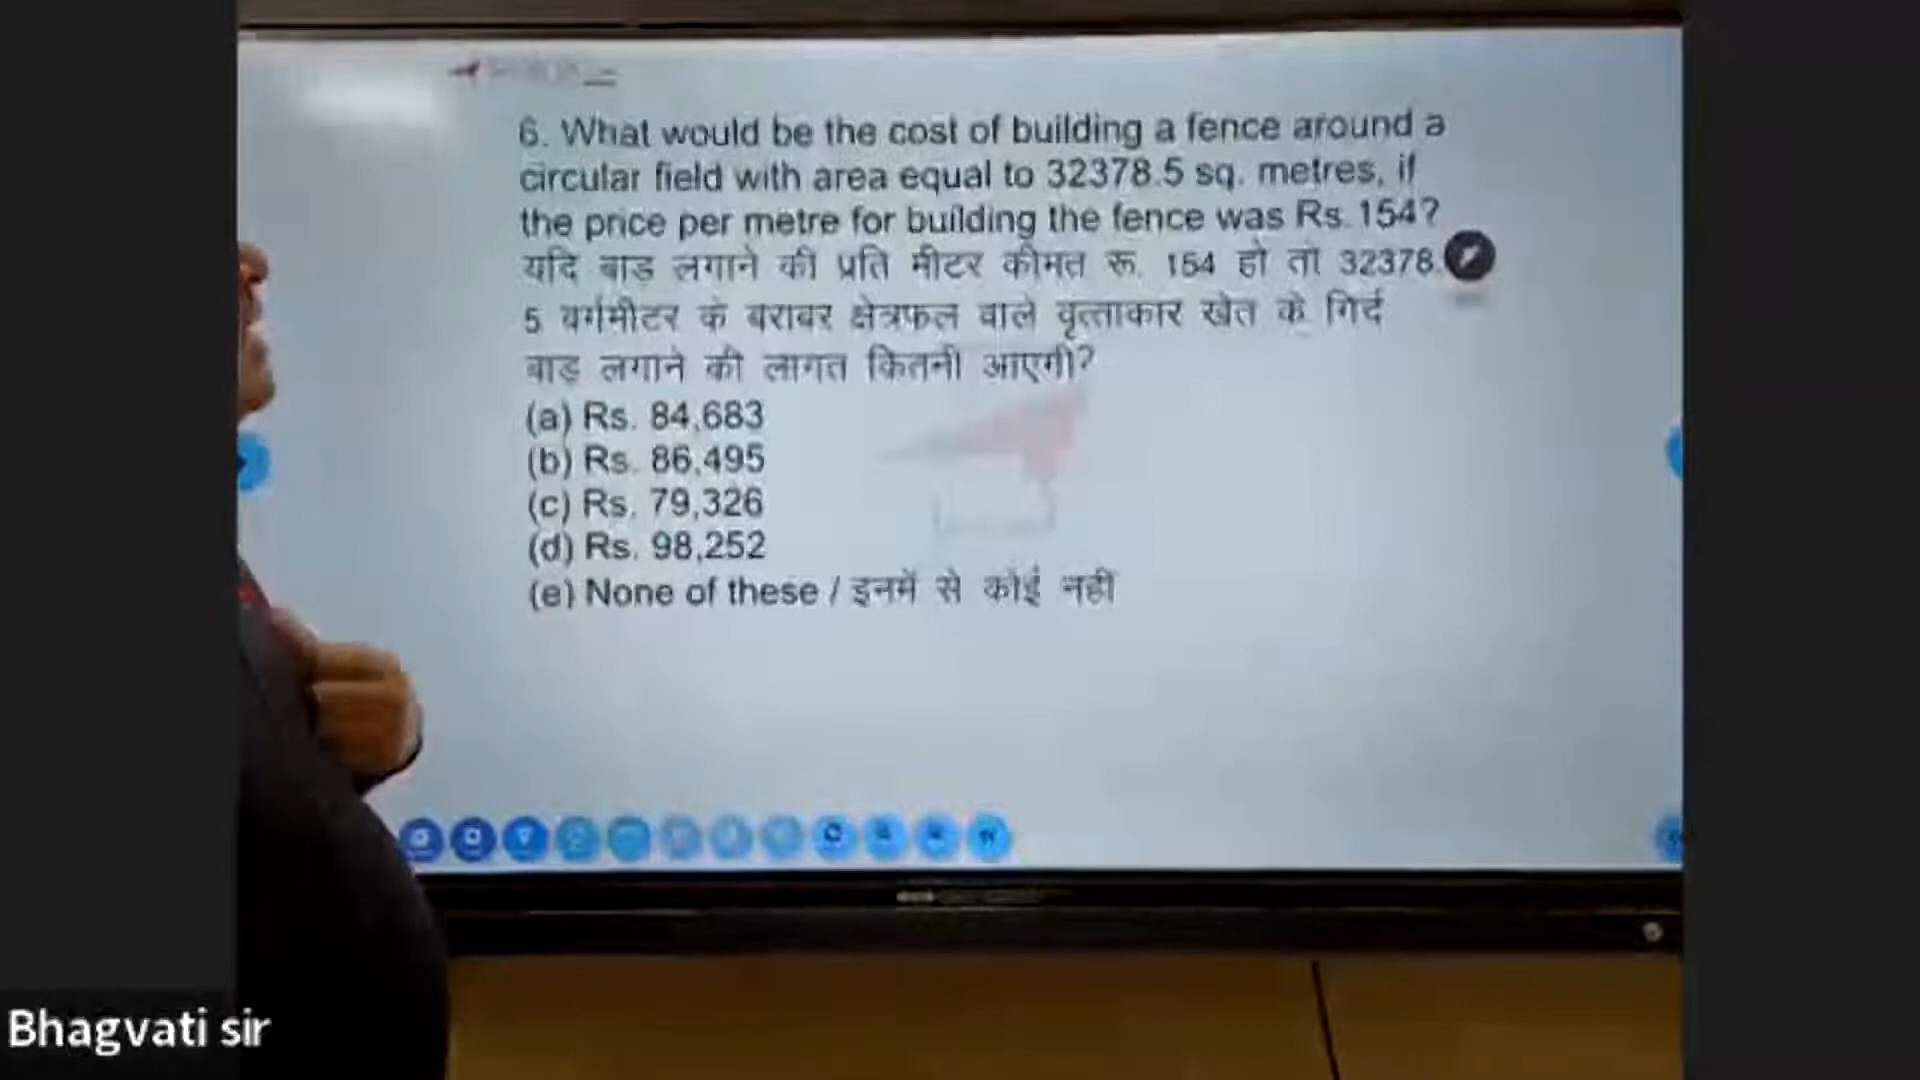 6. What would be the cost of building a fence around a
circular field with area equal to 32378.5 sq. metres, if
the price per metre for building the fence was Rs. 154?
यदि बाड़ लगाने की प्रति मीटर कीमत रू. 154 हो तो 32378.
5 वर्गमीटर के बराबर क्षेत्रफल वाले वृत्ताकार खेत के गिर्द
बाड़ लगाने की लागत कितनी आएगी?
(a) Rs. 84,683
(b) Rs. 86,495
(c) Rs. 79,326
(d) Rs. 98,252
(e) None of these / इनमें से कोई नहीं
Bhagvati sir